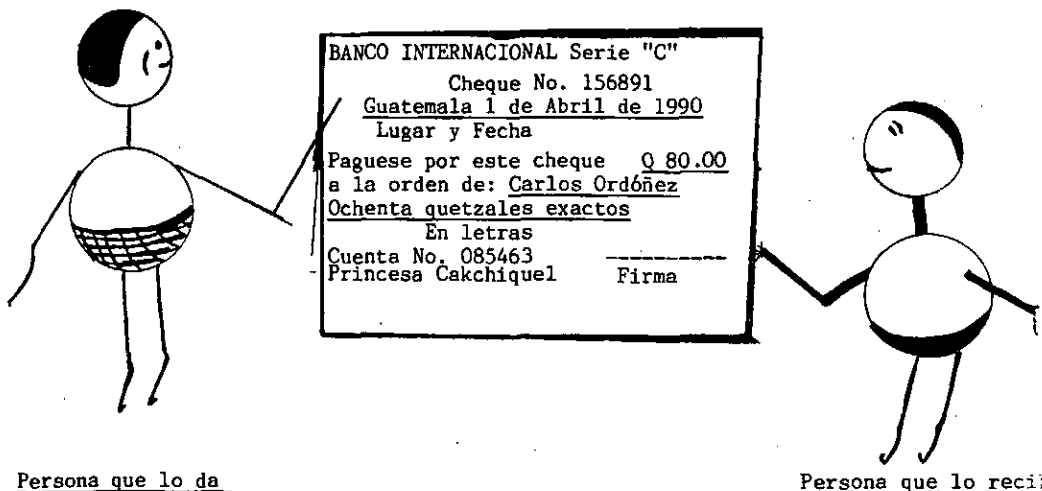 BANCO INTERNACIONAL Serie "C"
Cheque No. 156891
Guatemala 1 de Abril de 1990
Lugar y Fecha
Paguese por este cheque Q 80.00
a la orden de: Carlos Ordóñez
Ochenta quetzales exactos
En letras
Cuenta No. 085463
Princesa Cakchiquel Firma
Persona que lo da
Persona que lo